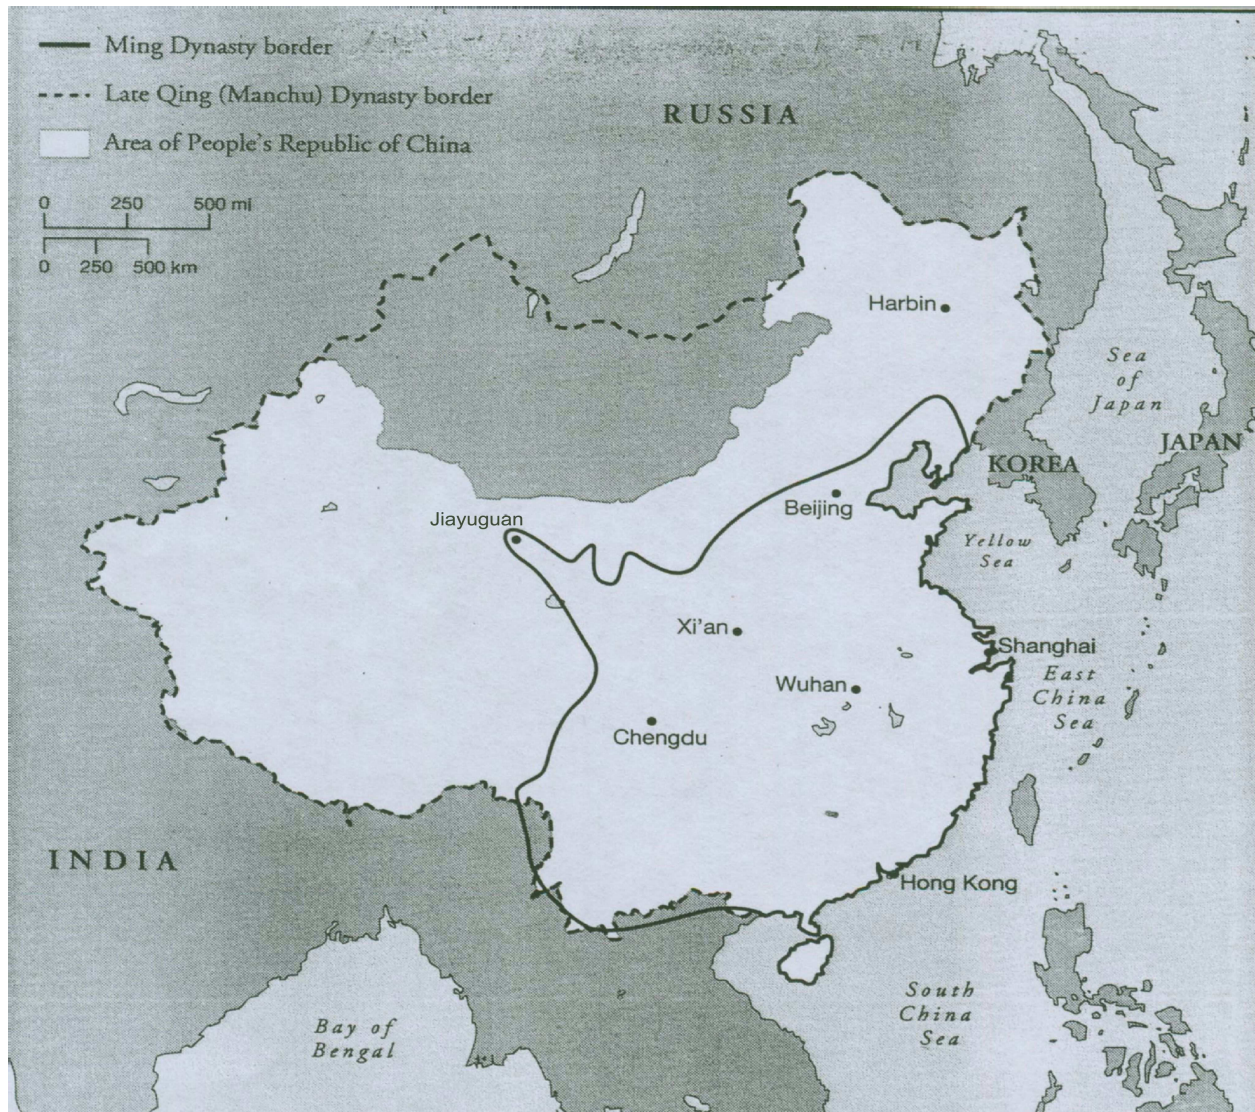 Ming Dynasty border
Late Qing (Manchu) Dynasty border
Area of People's Republic of China
0 250 500 mi
0 250 500 km
RUSSIA
Harbin
Sea
of
Japan
JAPAN
KOREA
Beijing
Jiayuguan
Yellow
Sea
Xi'an
Shanghai
East
China
Sea
Wuhan
Chengdu
INDIA
Hong Kong
South
China
Sea
Bay of
Bengal